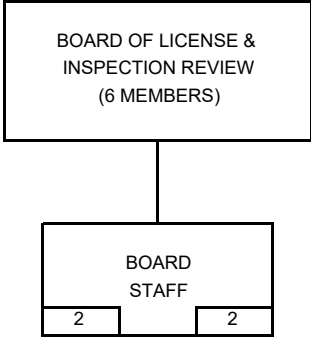 BOARD OF LICENSE &
INSPECTION REVIEW
(6 MEMBERS)
BOARD
STAFF
2 2